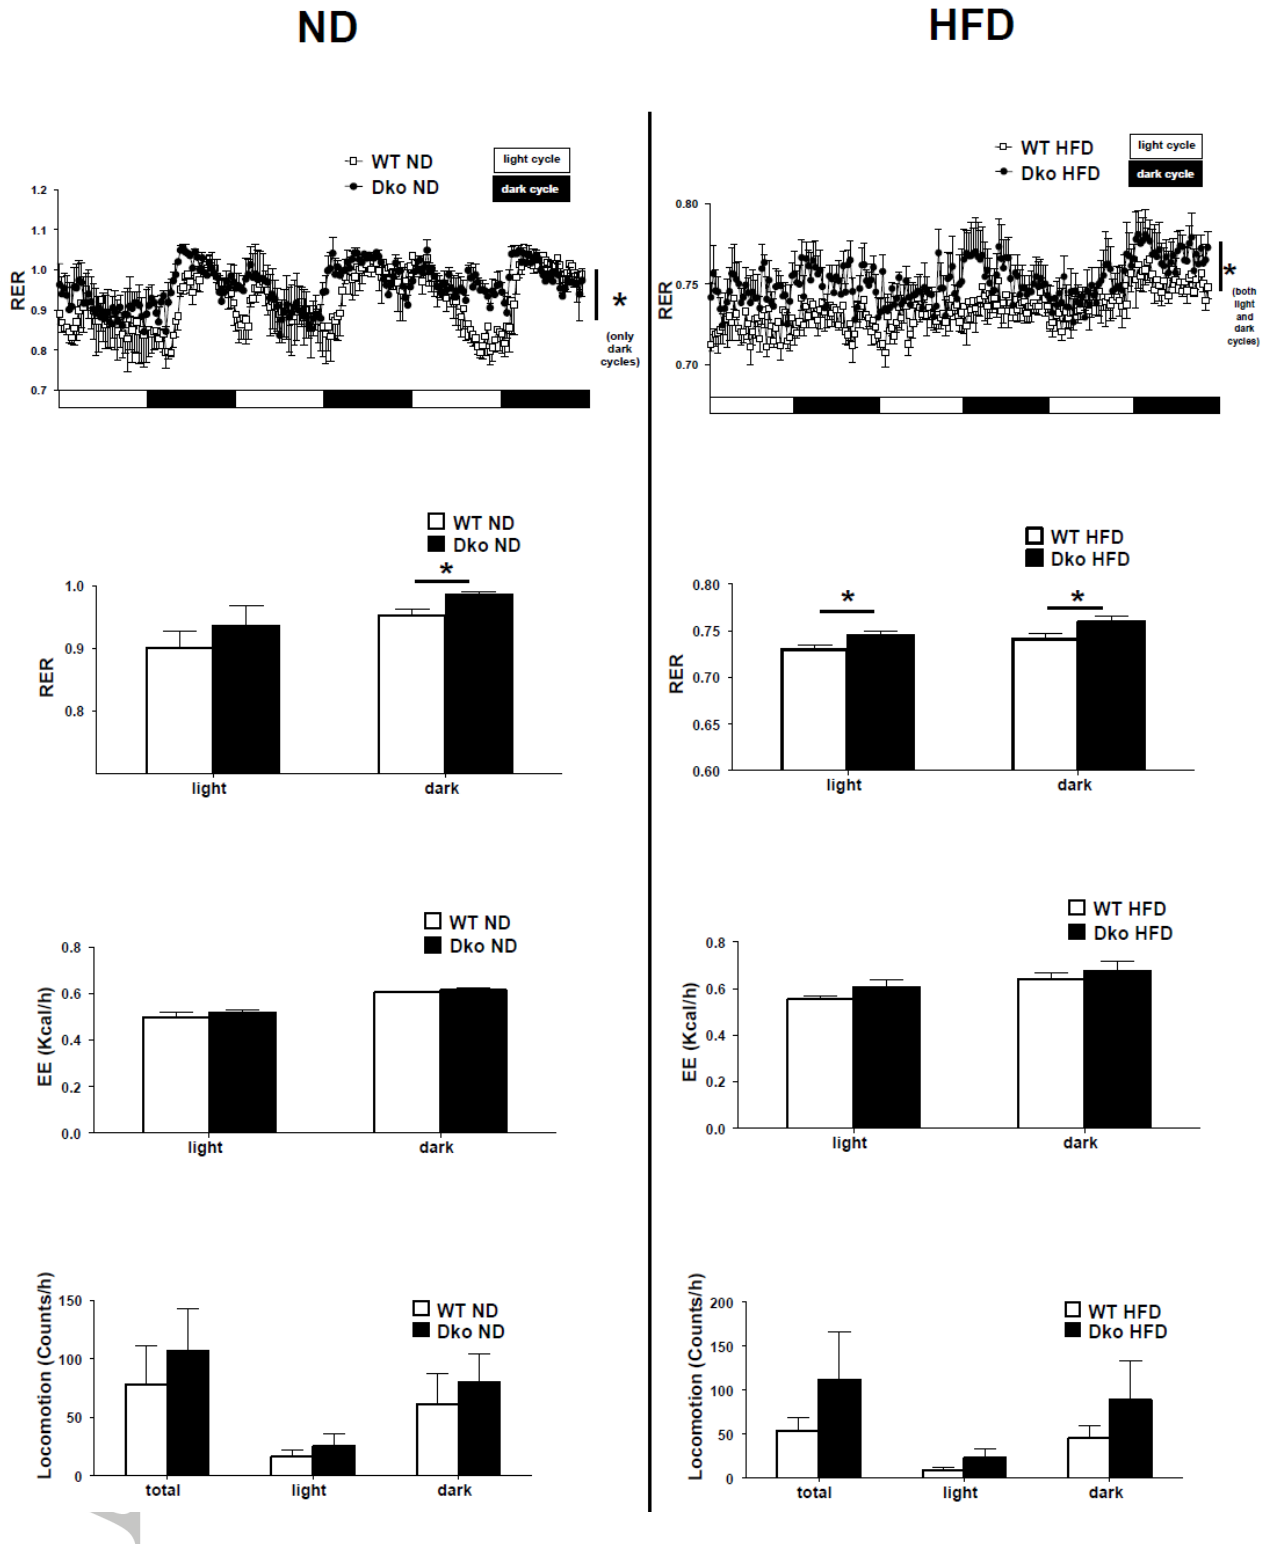 ND
HFD
WT ND
Dko ND
light cycle
dark cycle
RER
1.2
1.1
1.0
0.9
0.8
0.7
*
(only
dark
cycles)
WT HFD
Dko HFD
light cycle
dark cycle
RER
0.80
0.75
0.70
*
(both
light
and
dark
cycles)
WT ND
Dko ND
*
RER
1.0
0.9
0.8
light
dark
WT HFD
Dko HFD
*
*
RER
0.80
0.75
0.70
0.65
0.60
light
dark
WT ND
Dko ND
EE (Kcal/h)
0.8
0.6
0.4
0.2
0.0
light
dark
WT HFD
Dko HFD
EE (Kcal/h)
0.8
0.6
0.4
0.2
0.0
light
dark
WT ND
Dko ND
Locomotion (Counts/h)
150
100
50
0
total
light
dark
WT HFD
Dko HFD
Locomotion (Counts/h)
200
150
100
50
0
total
light
dark